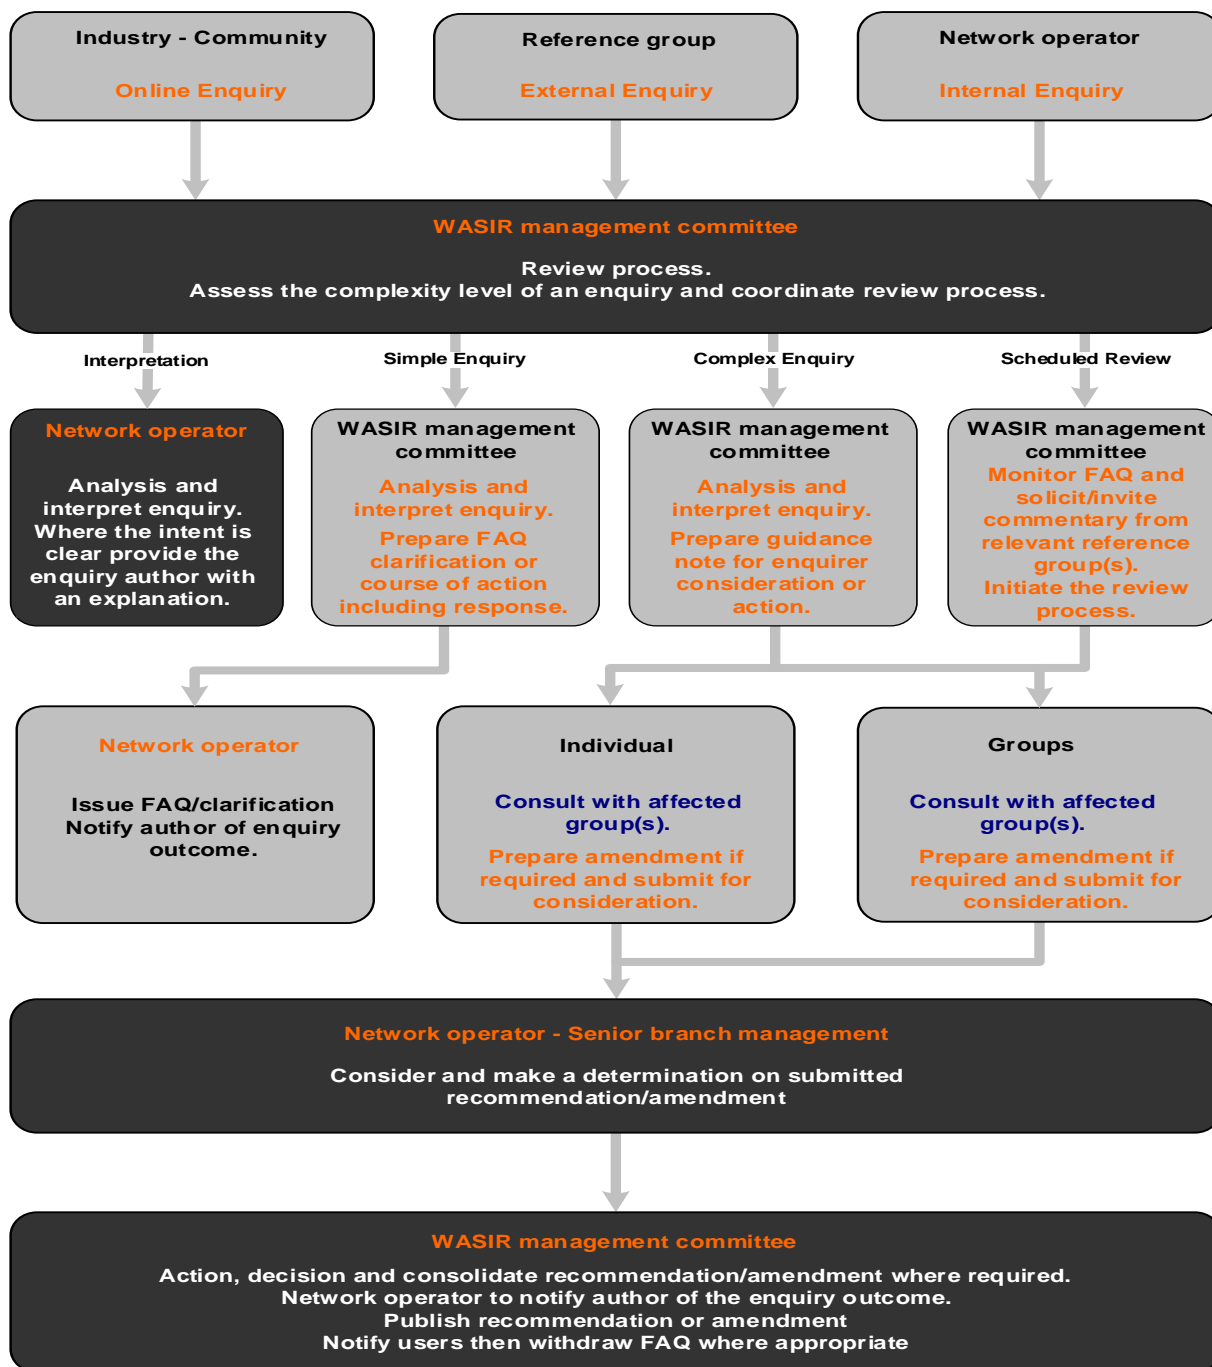 Industry - Community
Online Enquiry
Reference group
External Enquiry
Network operator
Internal Enquiry
WASIR management committee
Review process.
Assess the complexity level of an enquiry and coordinate review process.
Interpretation
Simple Enquiry
Complex Enquiry
Scheduled Review
Network operator
Analysis and
interpret enquiry.
Where the intent is
clear provide the
enquiry author with
an explanation.
WASIR management
committee
Analysis and
interpret enquiry.
Prepare FAQ
clarification or
course of action
including response.
WASIR management
committee
Analysis and
interpret enquiry.
Prepare guidance
note for enquirer
consideration or
action.
WASIR management
committee
Monitor FAQ and
solicit/invite
commentary from
relevant reference
group(s).
Initiate the review
process.
Network operator
Issue FAQ/clarification
Notify author of enquiry
outcome.
Individual
Consult with affected
group(s).
Prepare amendment if
required and submit for
consideration.
Groups
Consult with affected
group(s).
Prepare amendment if
required and submit for
consideration.
Network operator - Senior branch management
Consider and make a determination on submitted
recommendation/amendment
WASIR management committee
Action, decision and consolidate recommendation/amendment where required.
Network operator to notify author of the enquiry outcome.
Publish recommendation or amendment
Notify users then withdraw FAQ where appropriate